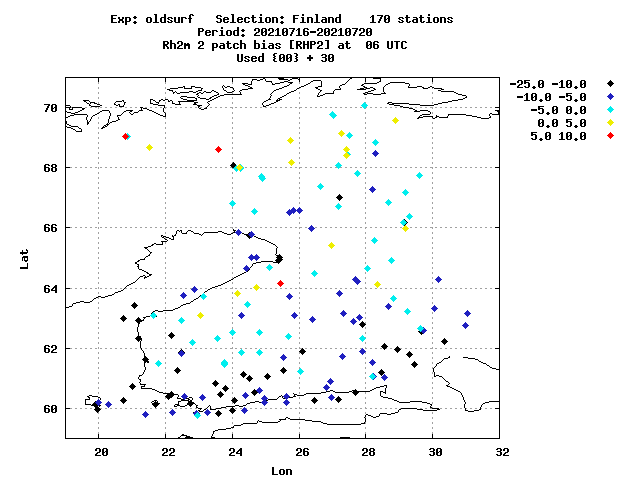 Exp: oldsurf Selection: Finland 170 stations
Period: 20210716-20210720
Rh2m 2 patch bias [RHP2] at 06 UTC
Used {00} + 30
-25.0 -10.0
-10.0 -5.0
-5.0 0.0
0.0 5.0
5.0 10.0
70
68
66
64
62
60
Lat
20 22 24 26 28 30 32
Lon